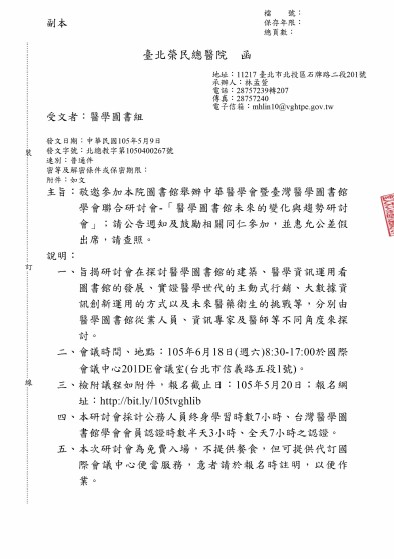 檔　　號：
保存年限：
總頁數：
副本
臺北榮民總醫院　函
地址：11217 臺北市北投區石牌路二段201號
承辦人：林孟萱
電話：28757239轉207
傳真：28757240
電子信箱：mhlin10@vghtpe.gov.tw
受文者：醫學圖書組
發文日期：中華民國105年5月9日
發文字號：北總教字第1050400267號
速別：普通件
密等及解密條件或保密期限：
附件：如文
主旨：敬邀參加本院圖書館舉辦中華醫學會暨臺灣醫學圖書館
學會聯合研討會-「醫學圖書館未來的變化與趨勢研討
會」；請公告週知及鼓勵相關同仁參加，並惠允公差假
出席，請查照。
說明：
一、旨揭研討會在探討醫學圖書館的建築、醫學資訊運用看
圖書館的發展、實證醫學世代的主動式行銷、大數據資
訊創新運用的方式以及未來醫藥衛生的挑戰等，分別由
醫學圖書館從業人員、資訊專家及醫師等不同角度來探
討。
二、會議時間、地點：105年6月18日(週六)8:30-17:00於國際
會議中心201DE會議室(台北市信義路五段1號)。
三、檢附議程如附件，報名截止日：105年5月20日；報名網
址：http://bit.ly/105tvghlib
四、本研討會採計公務人員終身學習時數7小時、台灣醫學圖
書館學會會員認證時數半天3小時、全天7小時之認證。
五、本次研討會為免費入場，不提供餐食，但可提供代訂國
際會議中心便當服務，意者請於報名時註明，以便作
業。
裝
訂
線